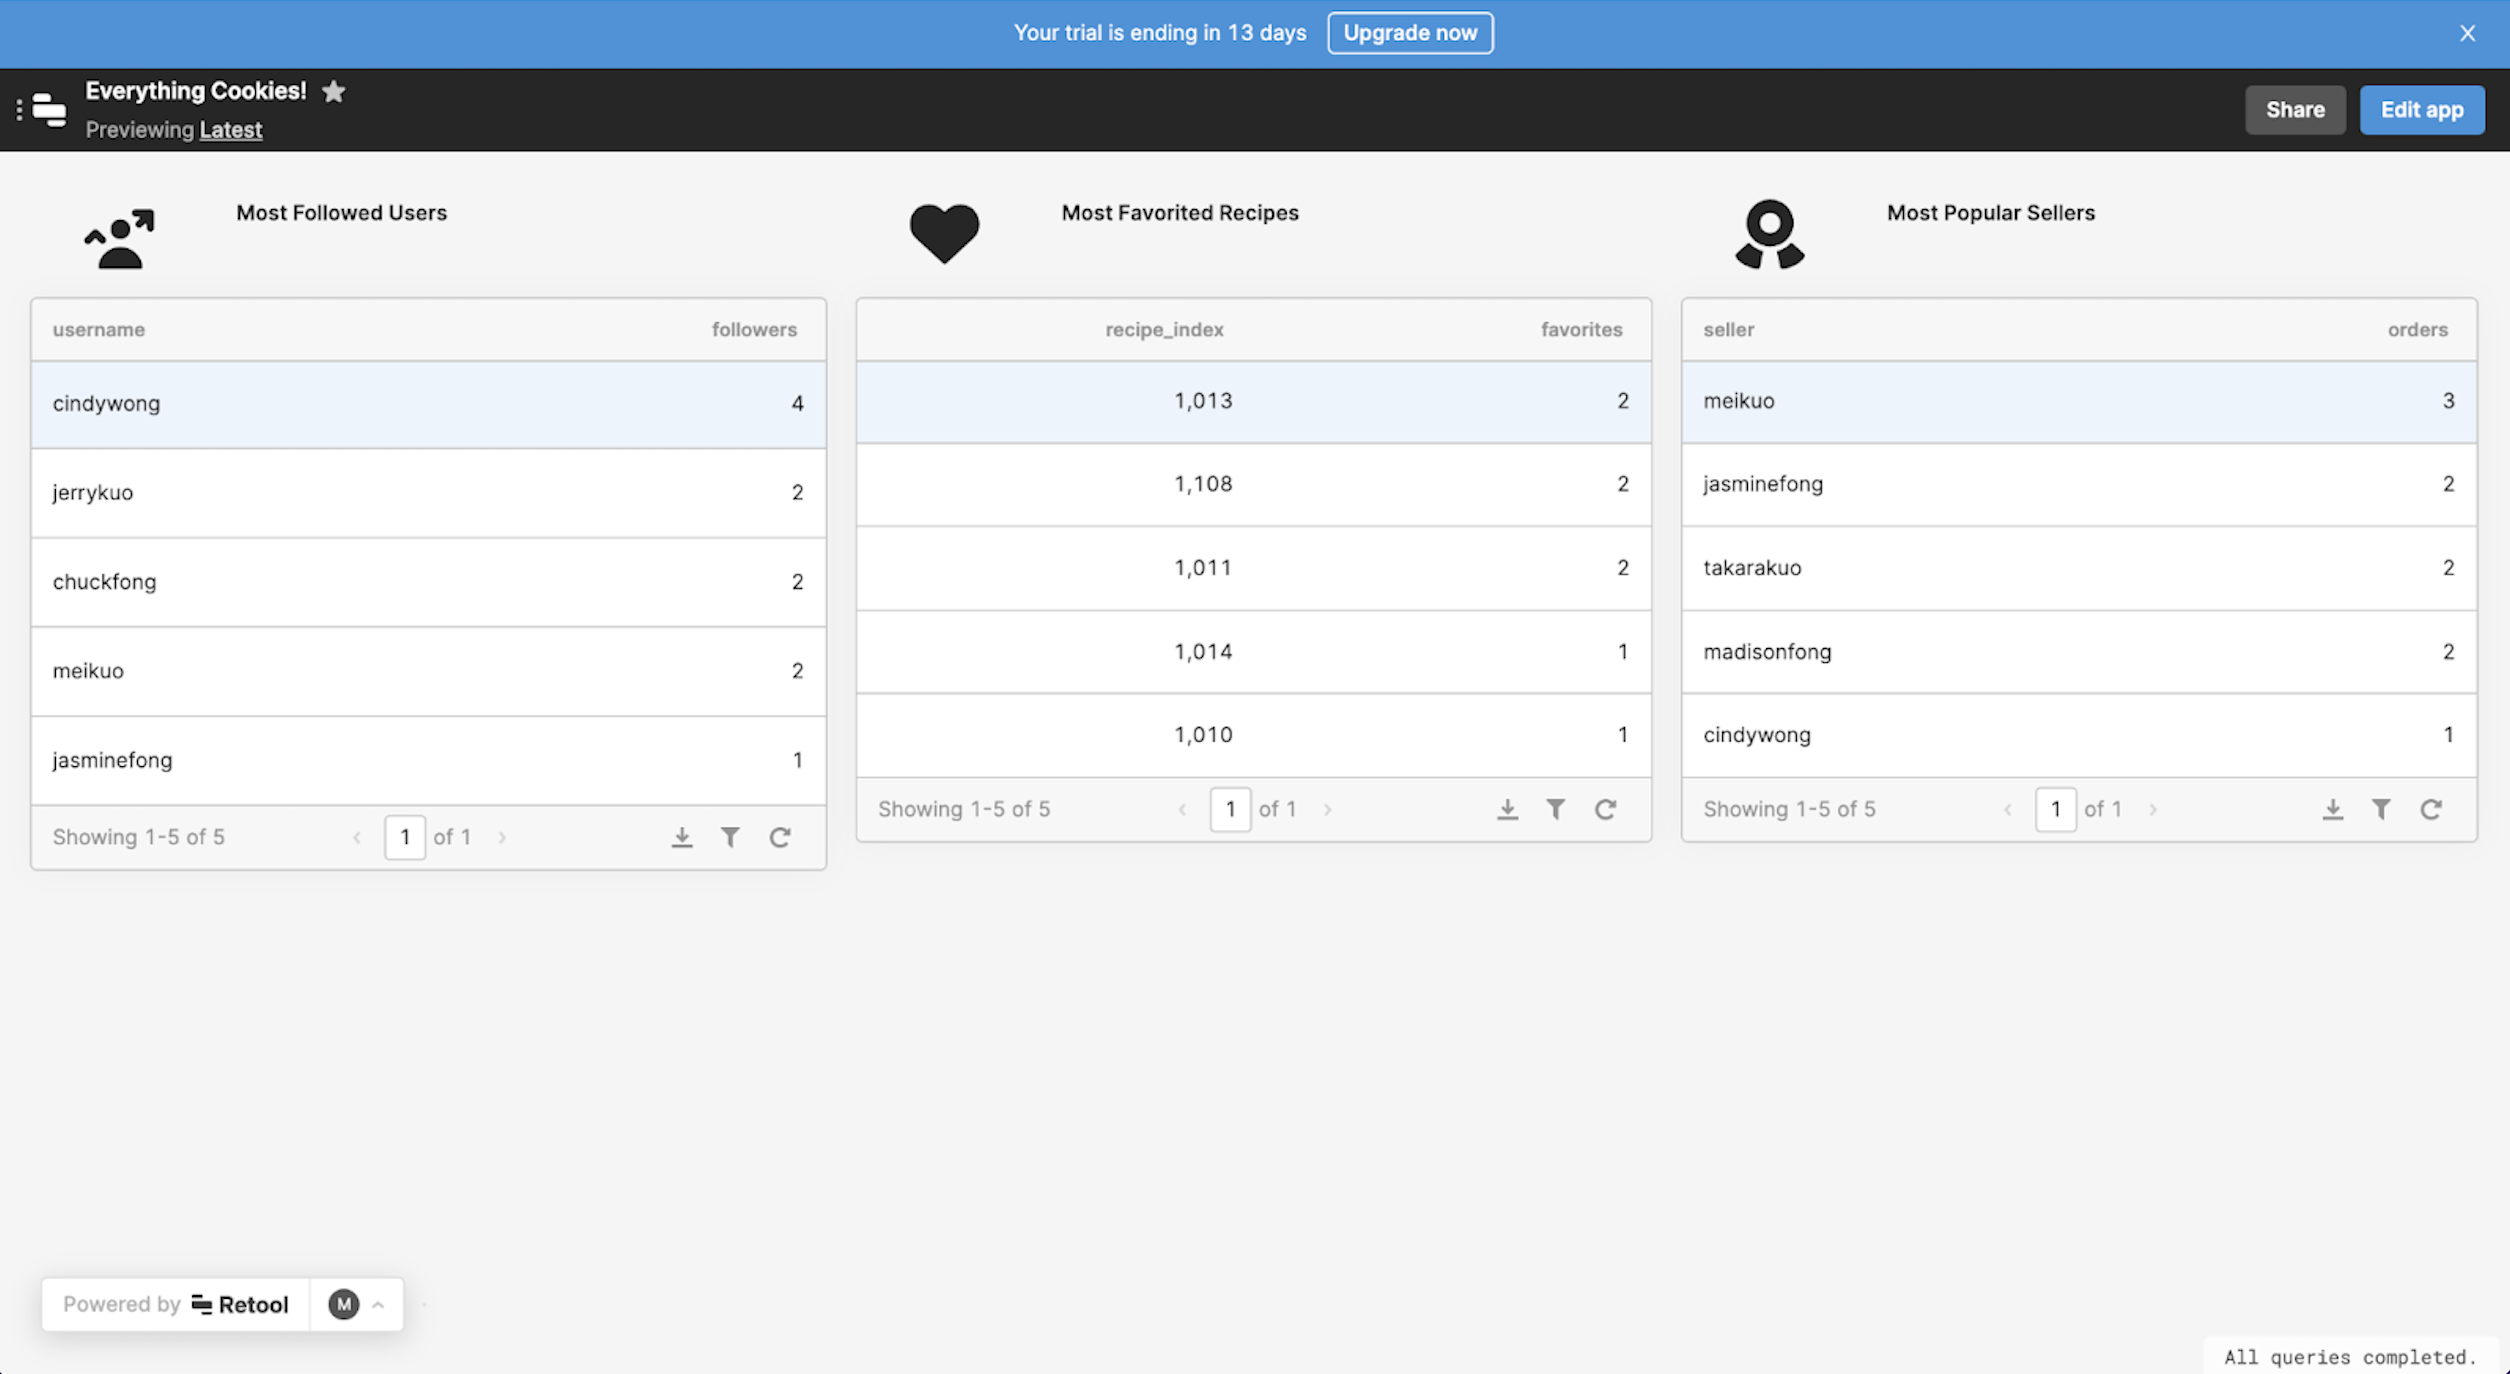 Your trial is ending in 13 days Upgrade now
Everything Cookies!
Previewing Latest
Share Edit app
Most Followed Users
username followers
cindywong 4
jerrykuo 2
chuckfong 2
meikuo 2
jasminefong 1
Showing 1-5 of 5 1 of 1
Most Favorited Recipes
recipe_index favorites
1,013 2
1,108 2
1,011 2
1,014 1
1,010 1
Showing 1-5 of 5 1 of 1
Most Popular Sellers
seller orders
meikuo 3
jasminefong 2
takarakuo 2
madisonfong 2
cindywong 1
Showing 1-5 of 5 1 of 1
Powered by Retool M
All queries completed.